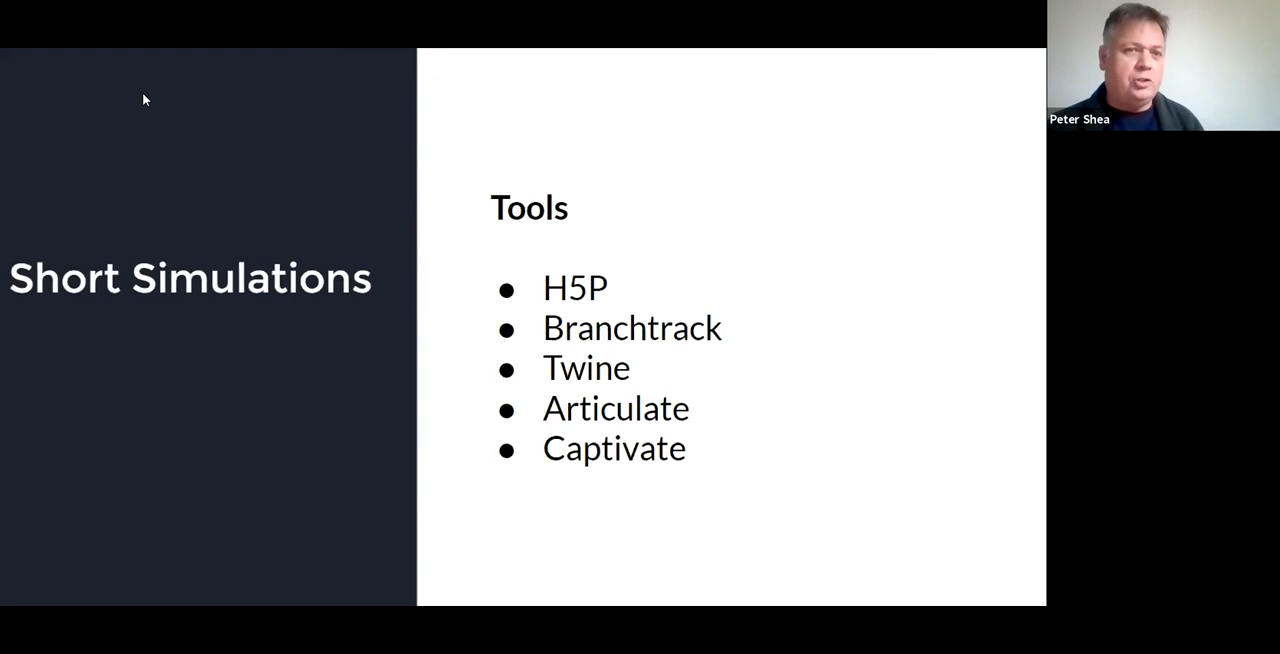 Short Simulations
Tools
H5P
Branchtrack
Twine
Articulate
Captivate
Peter Shea